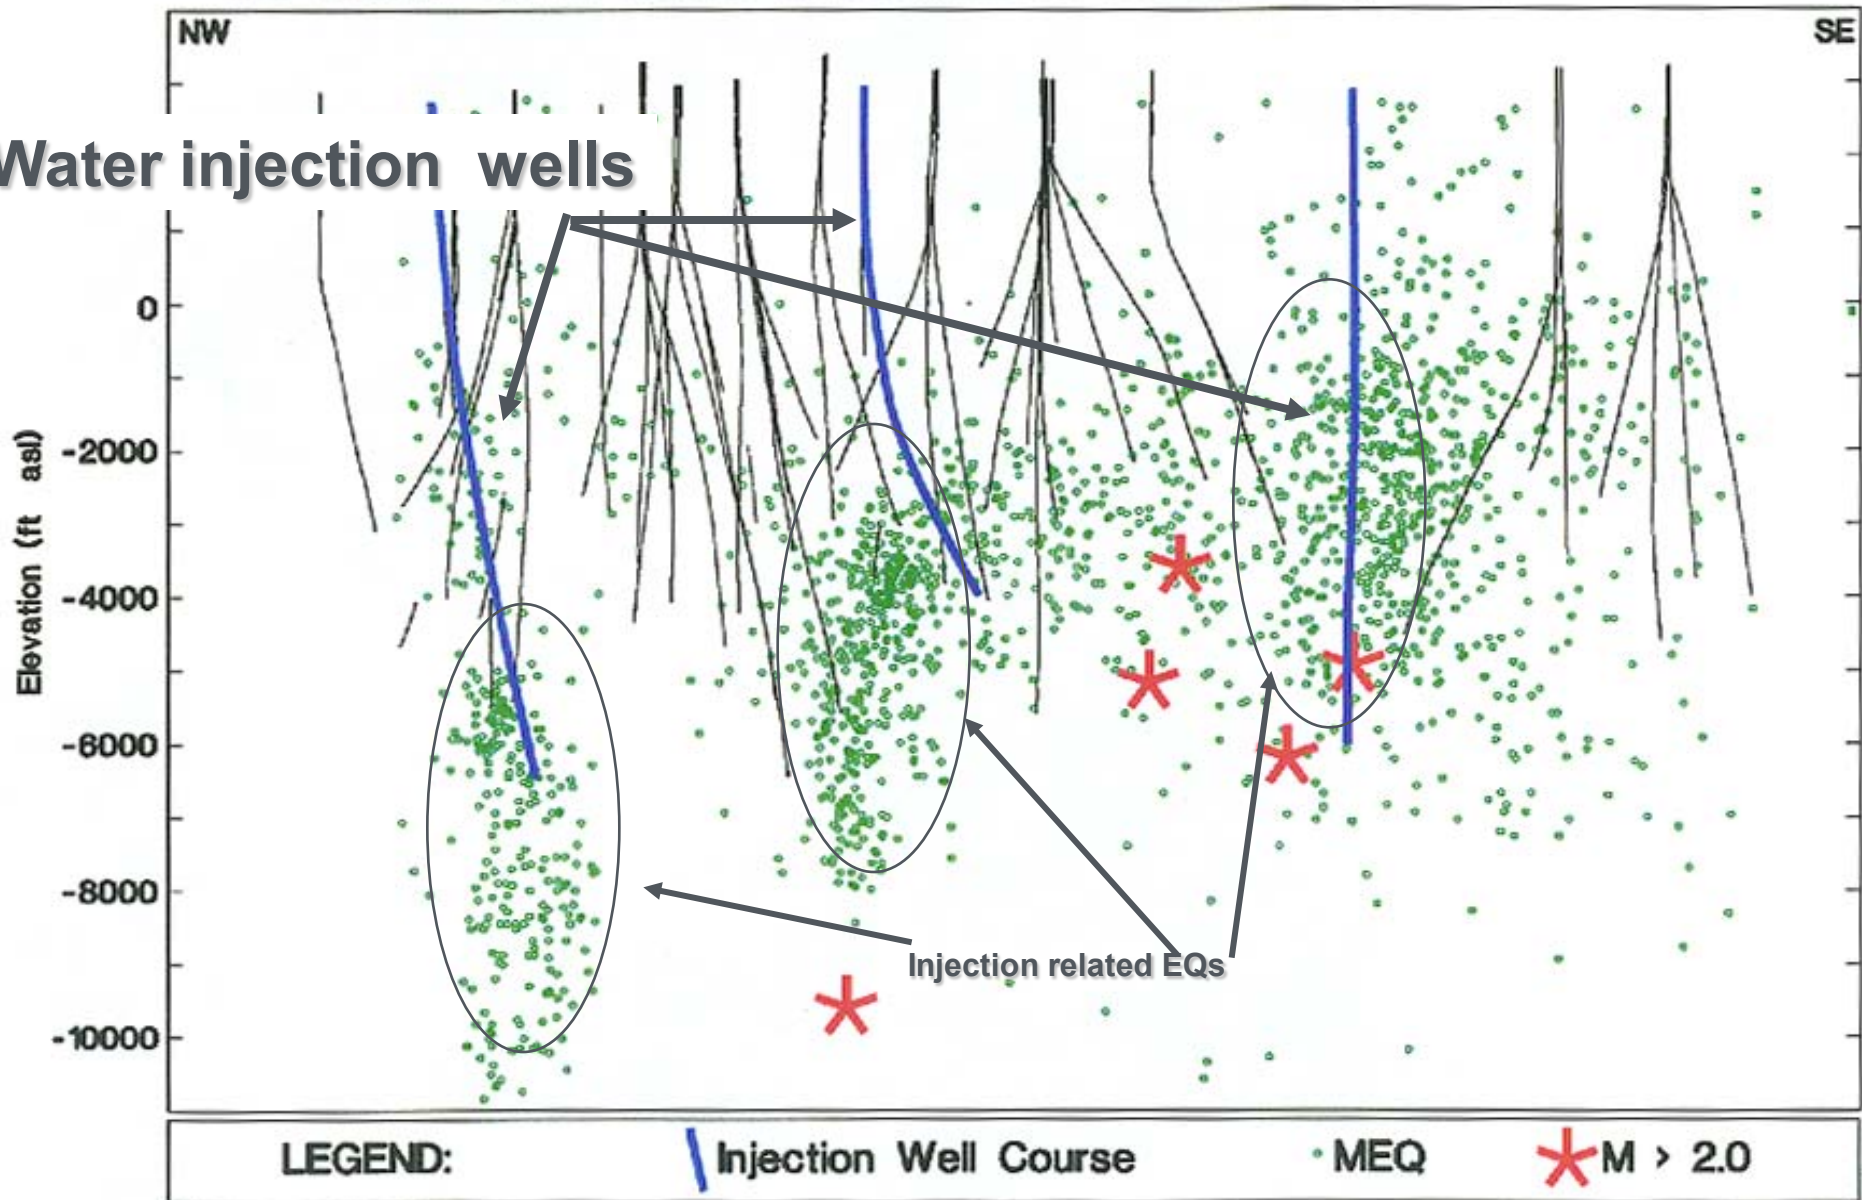 NW
SE
Water injection wells
0
-2000
-4000
-6000
-8000
-10000
Elevation (ft asl)
Injection related EQs
LEGEND:
Injection Well Course
MEQ
M > 2.0